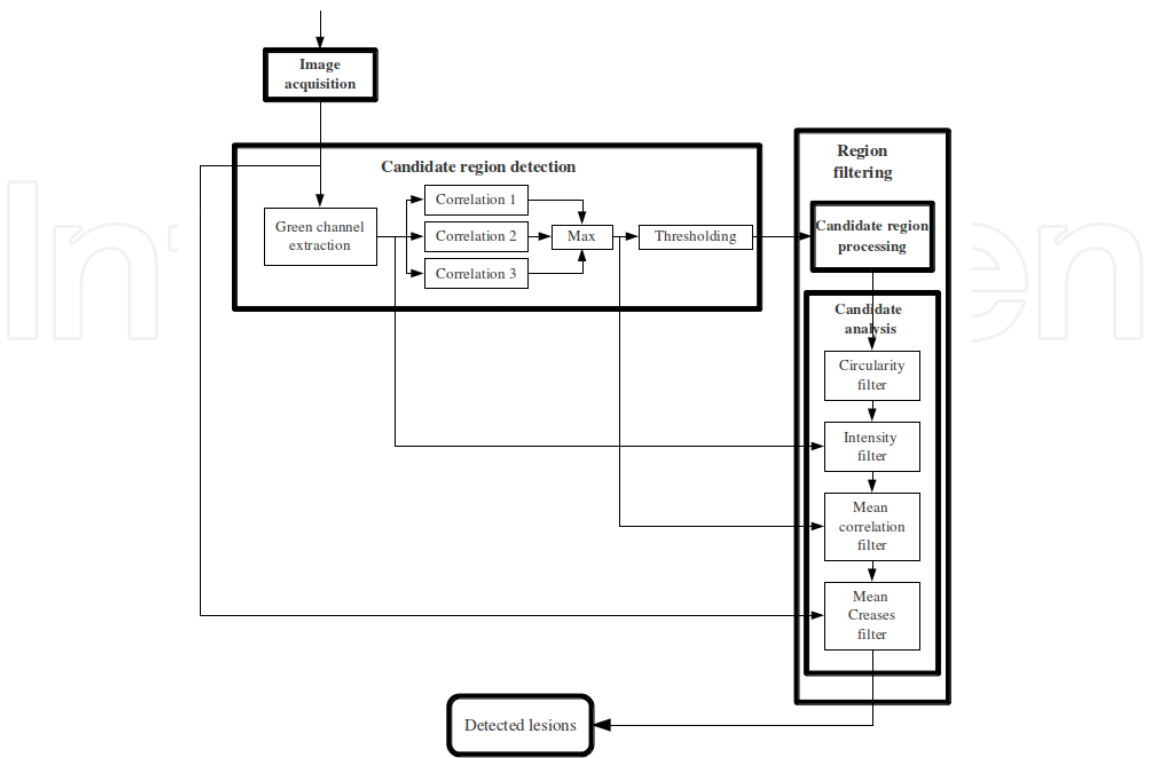 Image
acquisition
Candidate region detection
Green channel
extraction
Correlation 1
Correlation 2
Correlation 3
Max
Thresholding
Region
filtering
Candidate region
processing
Candidate
analysis
Circularity
filter
Intensity
filter
Mean
correlation
filter
Mean
Creases
filter
Detected lesions